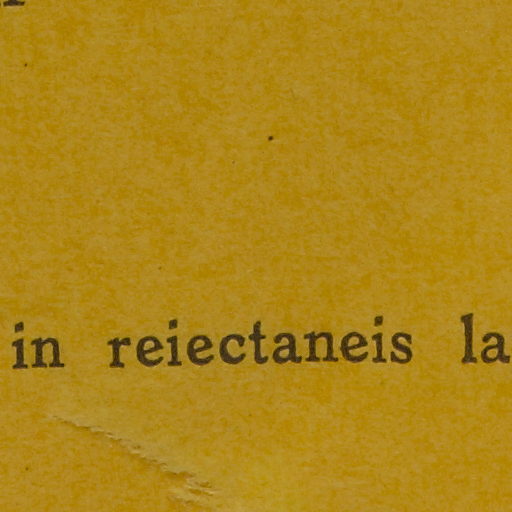 in reiectaneis la